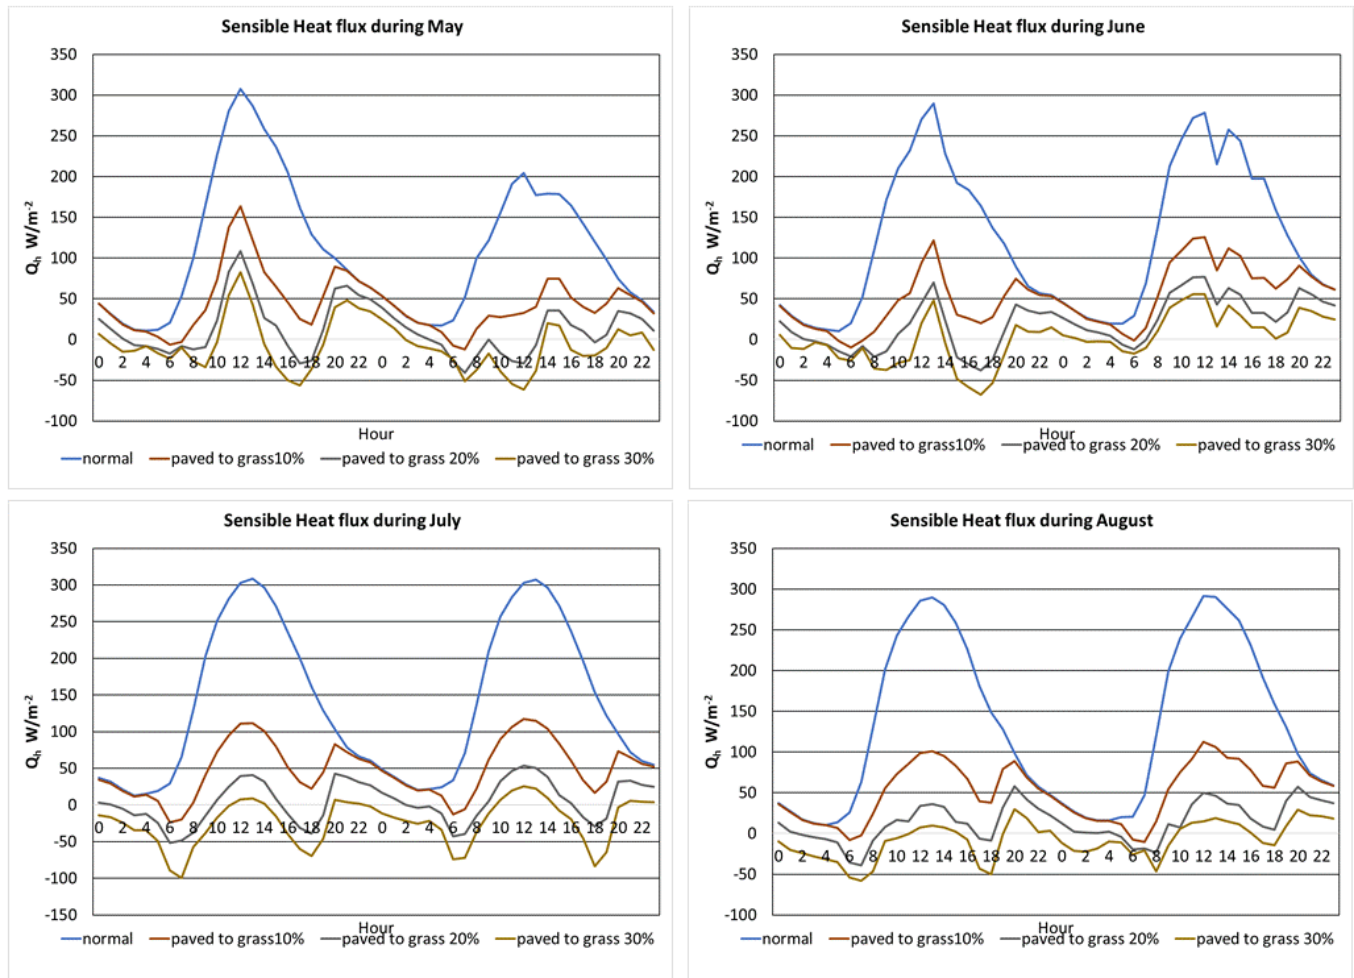 Sensible Heat flux during May
350
300
250
200
150
100
50
0
-50
-100
Qh W/m-2
0 2 4 6 8 10 12 14 16 18 20 22 0 2 4 6 8 10 12 14 16 18 20 22
Hour
normal paved to grass10% paved to grass 20% paved to grass 30%
Sensible Heat flux during June
350
300
250
200
150
100
50
0
-50
-100
Qh W/m-2
0 2 4 6 8 10 12 14 16 18 20 22 0 2 4 6 8 10 12 14 16 18 20 22
Hour
normal paved to grass10% paved to grass 20% paved to grass 30%
Sensible Heat flux during July
350
300
250
200
150
100
50
0
-50
-100
-150
Qh W/m-2
0 2 4 6 8 10 12 14 16 18 20 22 0 2 4 6 8 10 12 14 16 18 20 22
Hour
normal paved to grass10% paved to grass 20% paved to grass 30%
Sensible Heat flux during August
350
300
250
200
150
100
50
0
-50
-100
Qh W/m-2
0 2 4 6 8 10 12 14 16 18 20 22 0 2 4 6 8 10 12 14 16 18 20 22
Hour
normal paved to grass10% paved to grass 20% paved to grass 30%